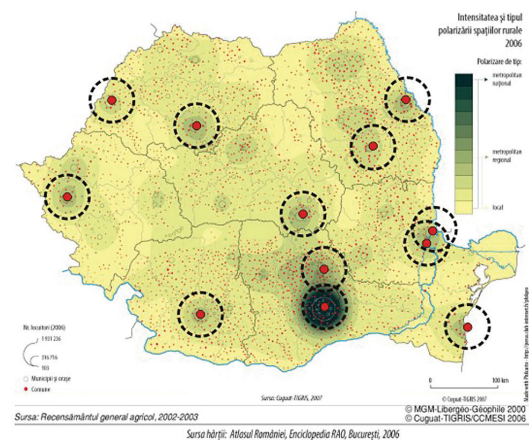 Intensitatea și tipul
polarizării spațiilor rurale
2006
Polarizare de tip:
metropolitan
național
metropolitan
regional
local
Nr. locuitori (2006)
1 931 236
316 716
103
Municipii și orașe
Comune
Sursa: Cuguat-TIGRIS, 2007
0 100 km
© Cuguat-TIGRIS 2007
© MGM-Libergéo-Géophile 2000
Sursa: Recensământul general agricol, 2002-2003
© Cuguat-TIGRIS/CCMESI 2006
Sursa hărții: Atlasul României, Enciclopedia RAO, București, 2006